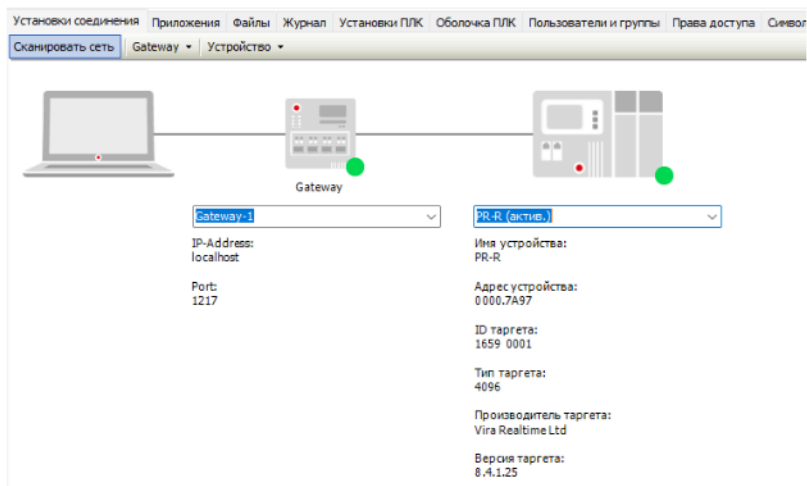 Установки соединения Приложения Файлы Журнал Установки ПЛК Оболочка ПЛК Пользователи и группы Права доступа Символ
Сканировать сеть Gateway Устройство
Gateway
Gateway-1
PR-R (актив.)
IP-Address:
localhost
Port:
1217
Имя устройства:
PR-R
Адрес устройства:
0000.7A97
ID таргета:
1659 0001
Тип таргета:
4096
Производитель таргета:
Vira Realtime Ltd
Версия таргета:
8.4.1.25